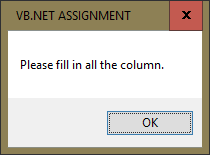 VB.NET ASSIGNMENT
Please fill in all the column.
OK